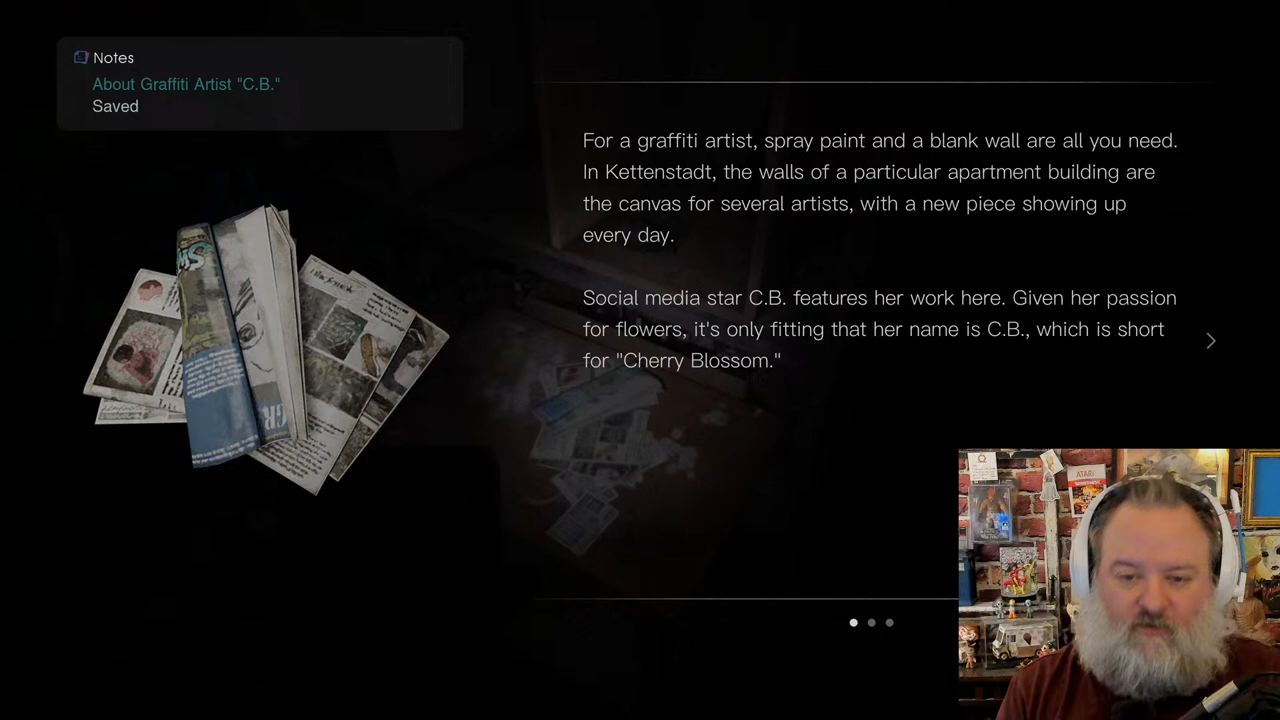 Notes
About Graffiti Artist "C.B."
Saved
For a graffiti artist, spray paint and a blank wall are all you need.
In Kettenstadt, the walls of a particular apartment building are
the canvas for several artists, with a new piece showing up
every day.
Social media star C.B. features her work here. Given her passion
for flowers, it's only fitting that her name is C.B., which is short
for "Cherry Blossom."
ATARI